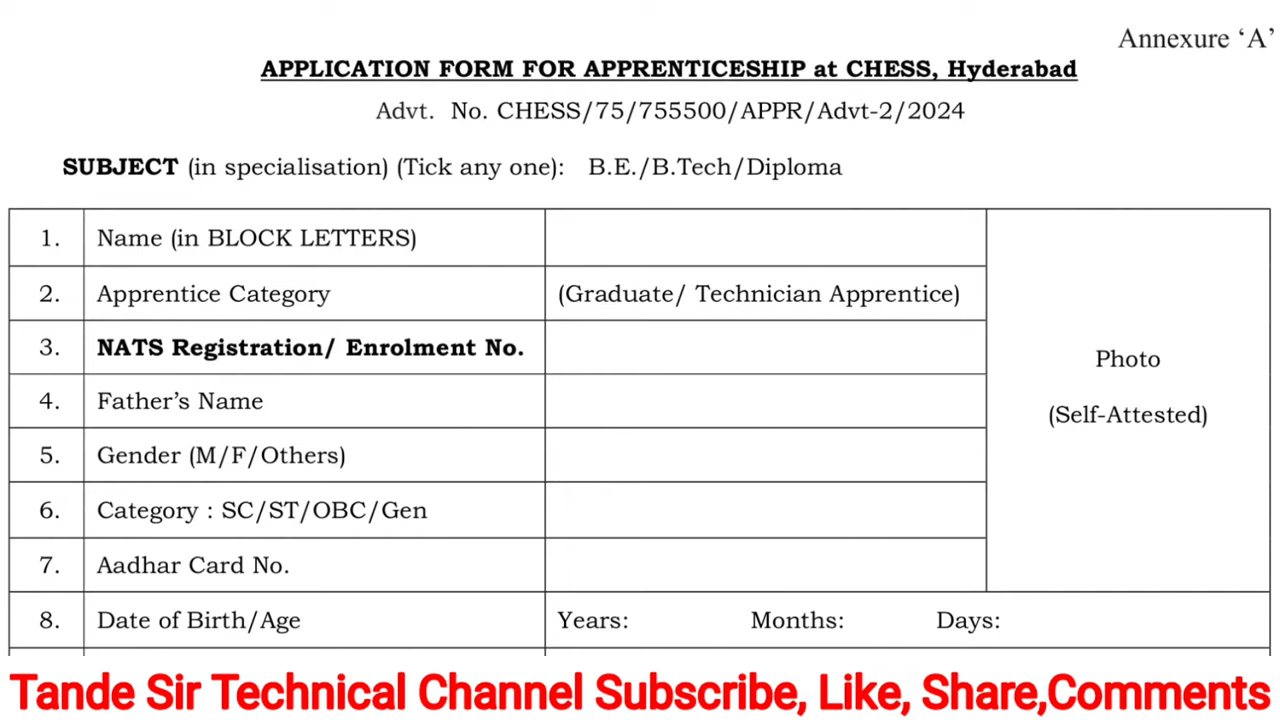 Annexure ‘A’
APPLICATION FORM FOR APPRENTICESHIP at CHESS, Hyderabad
Advt. No. CHESS/75/755500/APPR/Advt-2/2024
SUBJECT (in specialisation) (Tick any one): B.E./B.Tech/Diploma
1. Name (in BLOCK LETTERS)
2. Apprentice Category (Graduate/ Technician Apprentice)
3. NATS Registration/ Enrolment No.
Photo
4. Father’s Name
(Self-Attested)
5. Gender (M/F/Others)
6. Category : SC/ST/OBC/Gen
7. Aadhar Card No.
8. Date of Birth/Age Years: Months: Days:
Tande Sir Technical Channel Subscribe, Like, Share,Comments